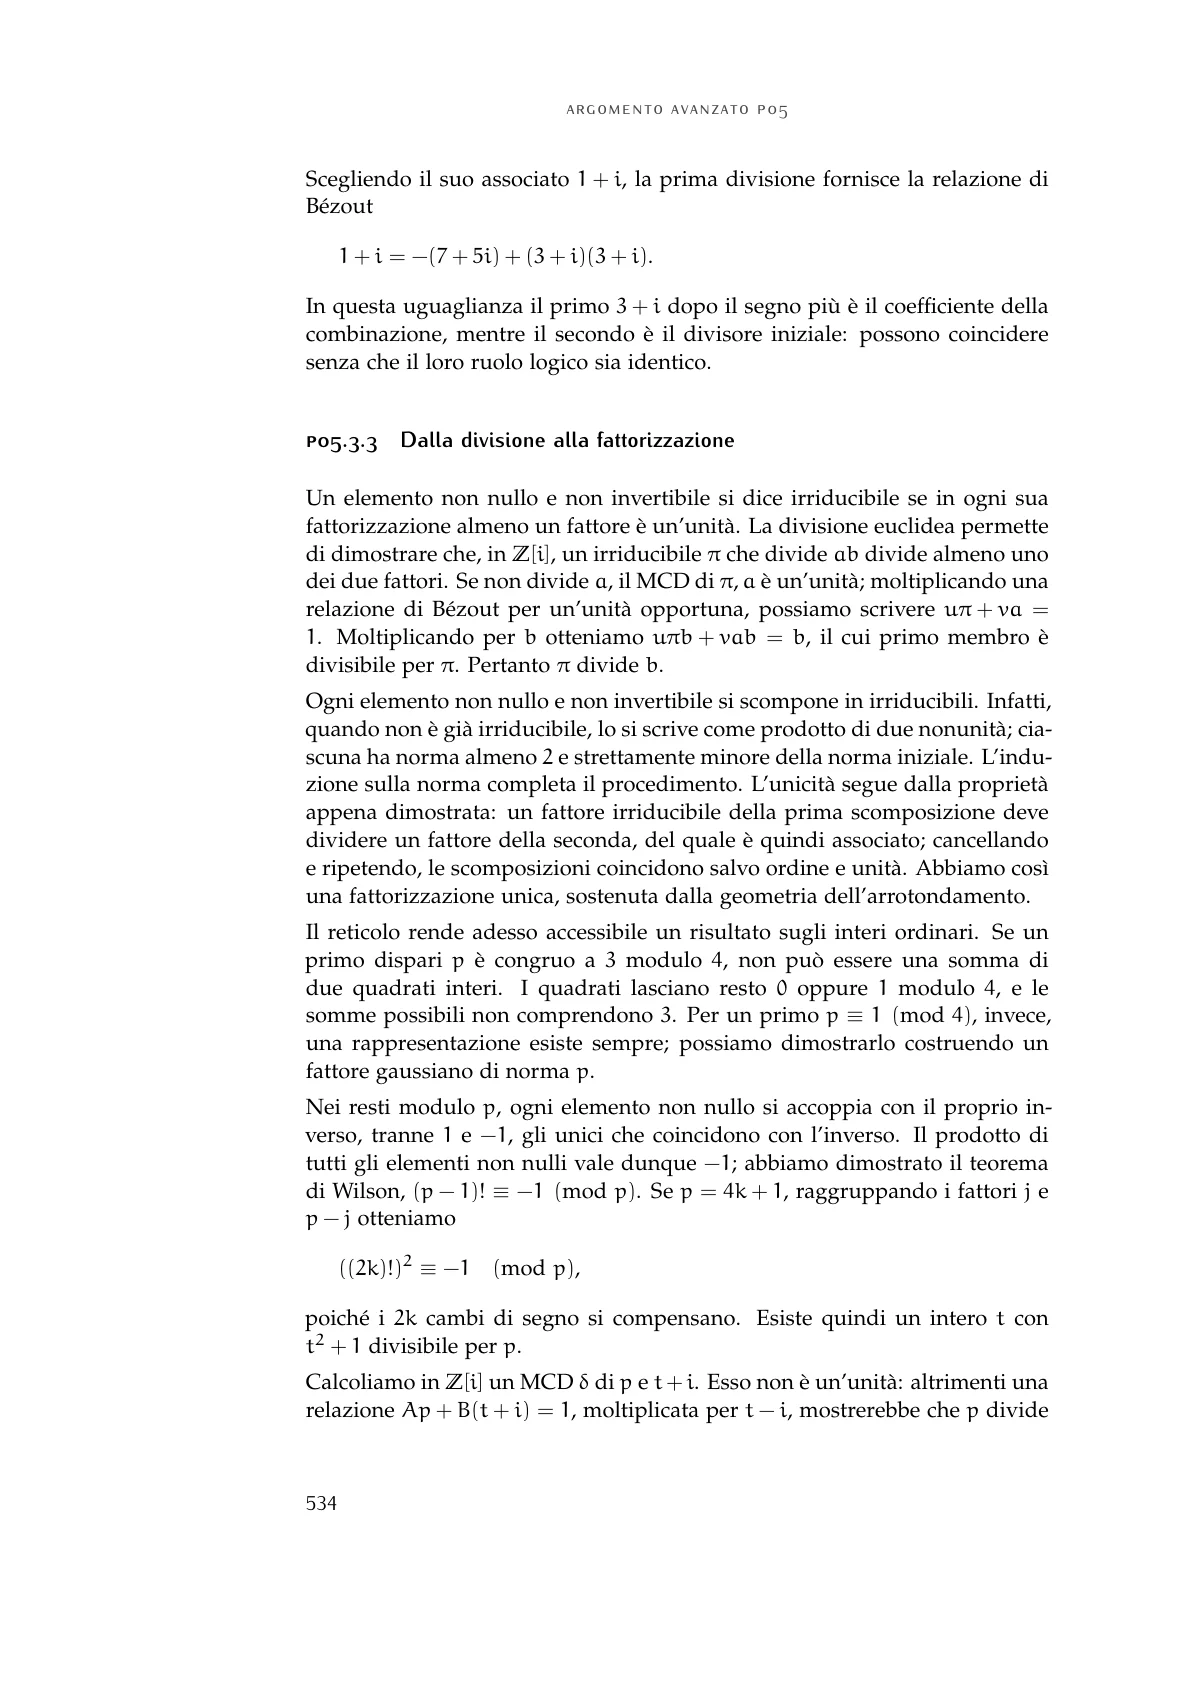 ARGOMENTO AVANZATO P05
Scegliendo il suo associato 1 + i, la prima divisione fornisce la relazione di
Bézout
1 + i = −(7 + 5i) + (3 + i)(3 + i).
In questa uguaglianza il primo 3 + i dopo il segno più è il coefficiente della
combinazione, mentre il secondo è il divisore iniziale: possono coincidere
senza che il loro ruolo logico sia identico.
P05.3.3 Dalla divisione alla fattorizzazione
Un elemento non nullo e non invertibile si dice irriducibile se in ogni sua
fattorizzazione almeno un fattore è un'unità. La divisione euclidea permette
di dimostrare che, in ℤ[i], un irriducibile π che divide ab divide almeno uno
dei due fattori. Se non divide a, il MCD di π, a è un'unità; moltiplicando una
relazione di Bézout per un'unità opportuna, possiamo scrivere uπ + va =
1. Moltiplicando per b otteniamo uπb + vab = b, il cui primo membro è
divisibile per π. Pertanto π divide b.
Ogni elemento non nullo e non invertibile si scompone in irriducibili. Infatti,
quando non è già irriducibile, lo si scrive come prodotto di due nonunità; cia-
scuna ha norma almeno 2 e strettamente minore della norma iniziale. L'indu-
zione sulla norma completa il procedimento. L'unicità segue dalla proprietà
appena dimostrata: un fattore irriducibile della prima scomposizione deve
dividere un fattore della seconda, del quale è quindi associato; cancellando
e ripetendo, le scomposizioni coincidono salvo ordine e unità. Abbiamo così
una fattorizzazione unica, sostenuta dalla geometria dell'arrotondamento.
Il reticolo rende adesso accessibile un risultato sugli interi ordinari. Se un
primo dispari p è congruo a 3 modulo 4, non può essere una somma di
due quadrati interi. I quadrati lasciano resto 0 oppure 1 modulo 4, e le
somme possibili non comprendono 3. Per un primo p ≡ 1 (mod 4), invece,
una rappresentazione esiste sempre; possiamo dimostrarlo costruendo un
fattore gaussiano di norma p.
Nei resti modulo p, ogni elemento non nullo si accoppia con il proprio in-
verso, tranne 1 e −1, gli unici che coincidono con l'inverso. Il prodotto di
tutti gli elementi non nulli vale dunque −1; abbiamo dimostrato il teorema
di Wilson, (p − 1)! ≡ −1 (mod p). Se p = 4k + 1, raggruppando i fattori j e
p − j otteniamo
((2k)!)² ≡ −1 (mod p),
poiché i 2k cambi di segno si compensano. Esiste quindi un intero t con
t² + 1 divisibile per p.
Calcoliamo in ℤ[i] un MCD δ di p e t + i. Esso non è un'unità: altrimenti una
relazione Ap + B(t + i) = 1, moltiplicata per t − i, mostrerebbe che p divide
534